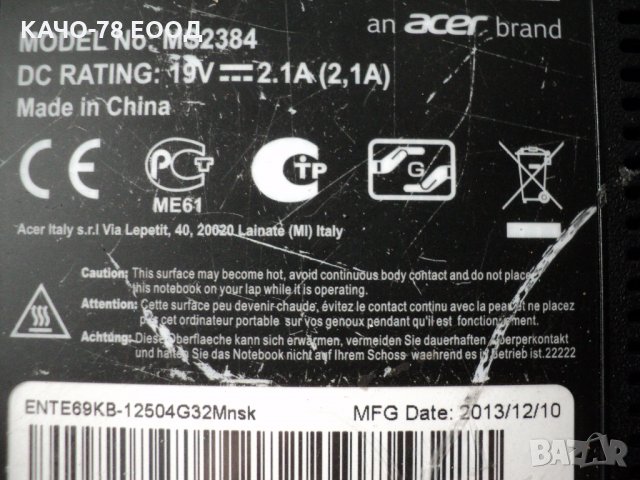 КАЧО-78 ЕООД
an acer brand
MODEL No. MS2384
DC RATING: 19V 2.1A (2,1A)
Made in China
CE
PCT
ME61
C TP
G
Acer Italy s.r.l Via Lepetit, 40, 20020 Lainate (MI) Italy
Caution: This surface may become hot, avoid continuous body contact and do not place
this notebook on your lap while it is operating.
Attention: Cette surface peu devenir chaude, évitez le contact continu avec la peau et ne placez
pas cet ordinateur portable sur vos genoux pendant qu'il est fonctionnement.
Achtung: Diese Oberflaeche kann sich erwärmen, vermeiden Sie dauerhaften Koerperkontakt
und halten Sie das Notebook nicht auf Ihrem Schoss waehrend es in Betrieb ist.22222
ENTE69KB-12504G32Mnsk
MFG Date: 2013/12/10
BAZAR